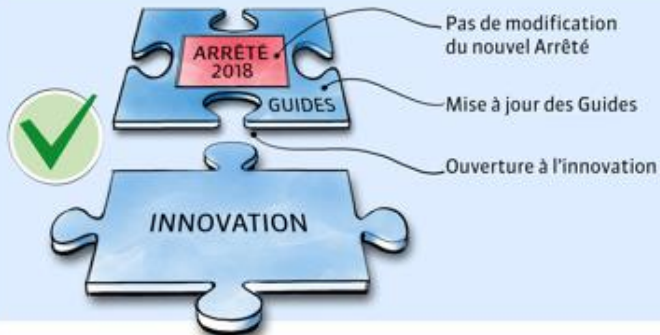 Pas de modification
du nouvel Arrêté
ARRÊTÉ
2018
GUIDES
Mise à jour des Guides
Ouverture à l'innovation
INNOVATION